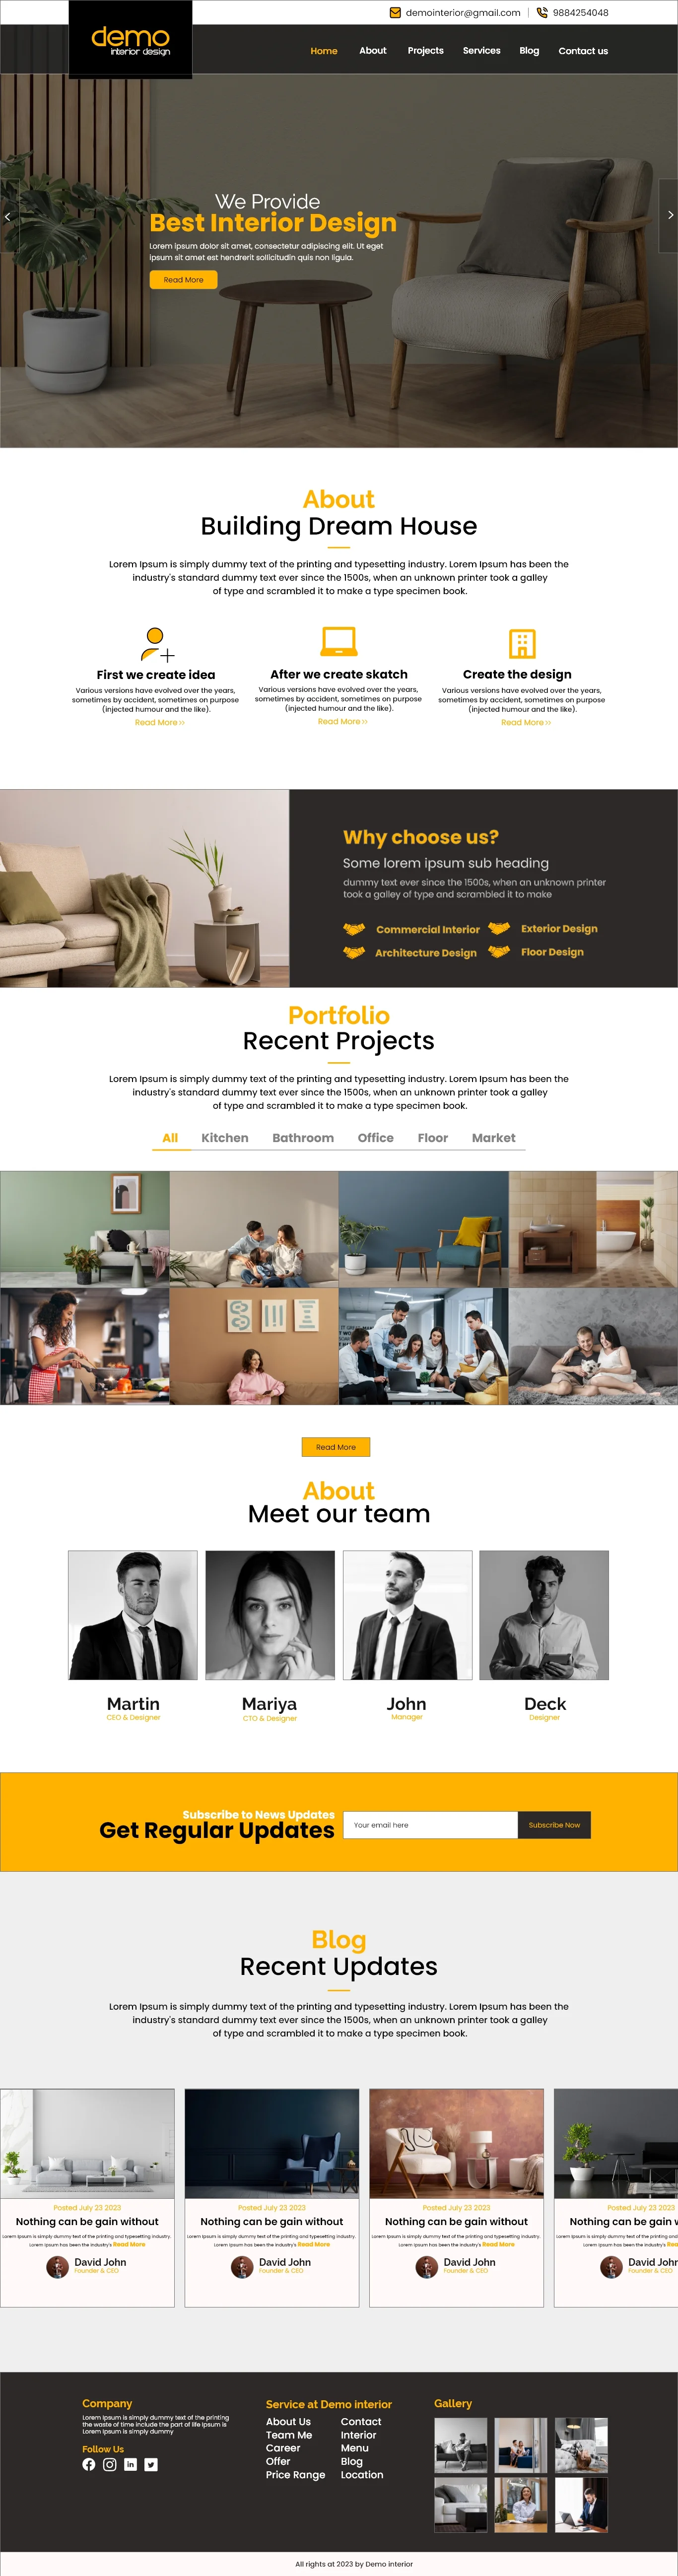 demointerior@gmail.com | 9884254048
demo
interior design
Home About Projects Services Blog Contact us
We Provide
Best Interior Design
Lorem ipsum dolor sit amet, consectetur adipiscing elit. Ut eget
ipsum sit amet est hendrerit sollicitudin quis non ligula.
Read More
About
Building Dream House
Lorem Ipsum is simply dummy text of the printing and typesetting industry. Lorem Ipsum has been the
industry's standard dummy text ever since the 1500s, when an unknown printer took a galley
of type and scrambled it to make a type specimen book.
First we create idea
Various versions have evolved over the years,
sometimes by accident, sometimes on purpose
(injected humour and the like).
Read More
After we create skatch
Various versions have evolved over the years,
sometimes by accident, sometimes on purpose
(injected humour and the like).
Read More
Create the design
Various versions have evolved over the years,
sometimes by accident, sometimes on purpose
(injected humour and the like).
Read More
Why choose us?
Some lorem ipsum sub heading
dummy text ever since the 1500s, when an unknown printer
took a galley of type and scrambled it to make
Commercial Interior Exterior Design
Architecture Design Floor Design
Portfolio
Recent Projects
Lorem Ipsum is simply dummy text of the printing and typesetting industry. Lorem Ipsum has been the
industry's standard dummy text ever since the 1500s, when an unknown printer took a galley
of type and scrambled it to make a type specimen book.
All Kitchen Bathroom Office Floor Market
Read More
About
Meet our team
Martin
CEO & Designer
Mariya
CTO & Designer
John
Manager
Deck
Designer
Subscribe to News Updates
Get Regular Updates
Your email here
Subscribe Now
Blog
Recent Updates
Lorem Ipsum is simply dummy text of the printing and typesetting industry. Lorem Ipsum has been the
industry's standard dummy text ever since the 1500s, when an unknown printer took a galley
of type and scrambled it to make a type specimen book.
Posted July 23 2023
Nothing can be gain without
Lorem Ipsum is simply dummy text of the printing and typesetting industry.
Lorem Ipsum has been the industry's Read More
David John
Founder & CEO
Posted July 23 2023
Nothing can be gain without
Lorem Ipsum is simply dummy text of the printing and typesetting industry.
Lorem Ipsum has been the industry's Read More
David John
Founder & CEO
Posted July 23 2023
Nothing can be gain without
Lorem Ipsum is simply dummy text of the printing and typesetting industry.
Lorem Ipsum has been the industry's Read More
David John
Founder & CEO
Posted July 23 2023
Nothing can be gain
Lorem Ipsum is simply dummy text of the printing and
Lorem Ipsum has been the industry's
David
Founder & CEO
Company
Lorem Ipsum is simply dummy text of the printing
the waste of time include the part of life Ipsum is
Lorem Ipsum is simply dummy
Follow Us
Service at Demo interior
About Us Contact
Team Me Interior
Career Menu
Offer Blog
Price Range Location
Gallery
All rights at 2023 by Demo interior